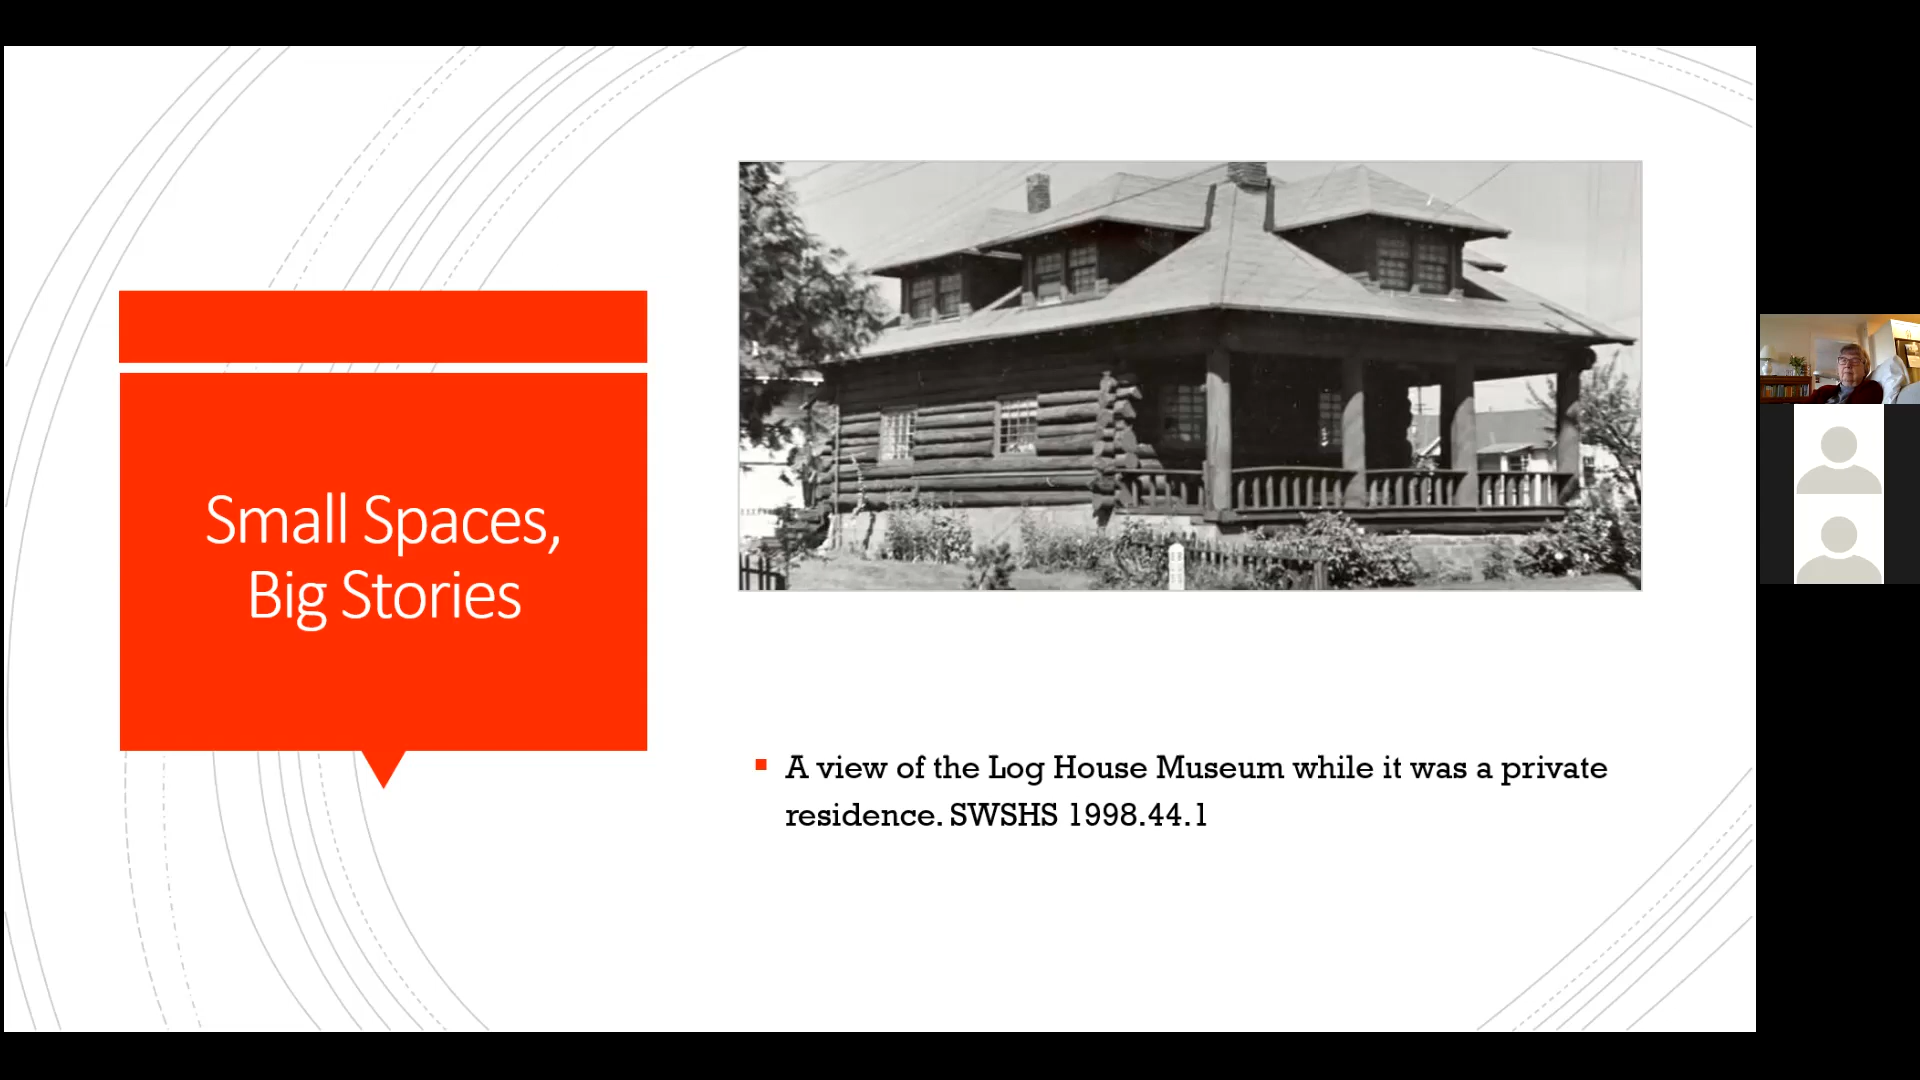 Small Spaces,
Big Stories
A view of the Log House Museum while it was a private
residence. SWSHS 1998.44.1